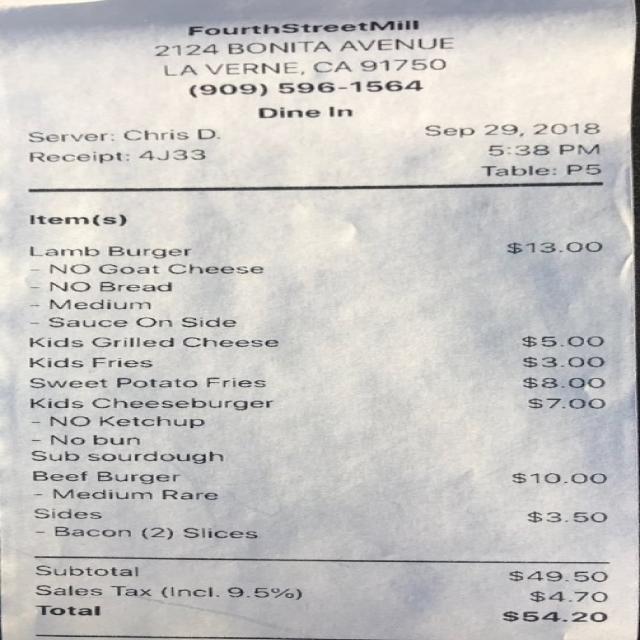 FourthStreetMill
2124 BONITA AVENUE
LA VERNE, CA 91750
(909) 596-1564
Dine In
Server: Chris D. Sep 29, 2018
Receipt: 4J33 5:38 PM
Table: P5
Item(s)
Lamb Burger $13.00
- NO Goat Cheese
- NO Bread
- Medium
- Sauce On Side
Kids Grilled Cheese $5.00
Kids Fries $3.00
Sweet Potato Fries $8.00
Kids Cheeseburger $7.00
- NO Ketchup
- No bun
Sub sourdough
Beef Burger $10.00
- Medium Rare
Sides $3.50
- Bacon (2) Slices
Subtotal $49.50
Sales Tax (Incl. 9.5%) $4.70
Total $54.20